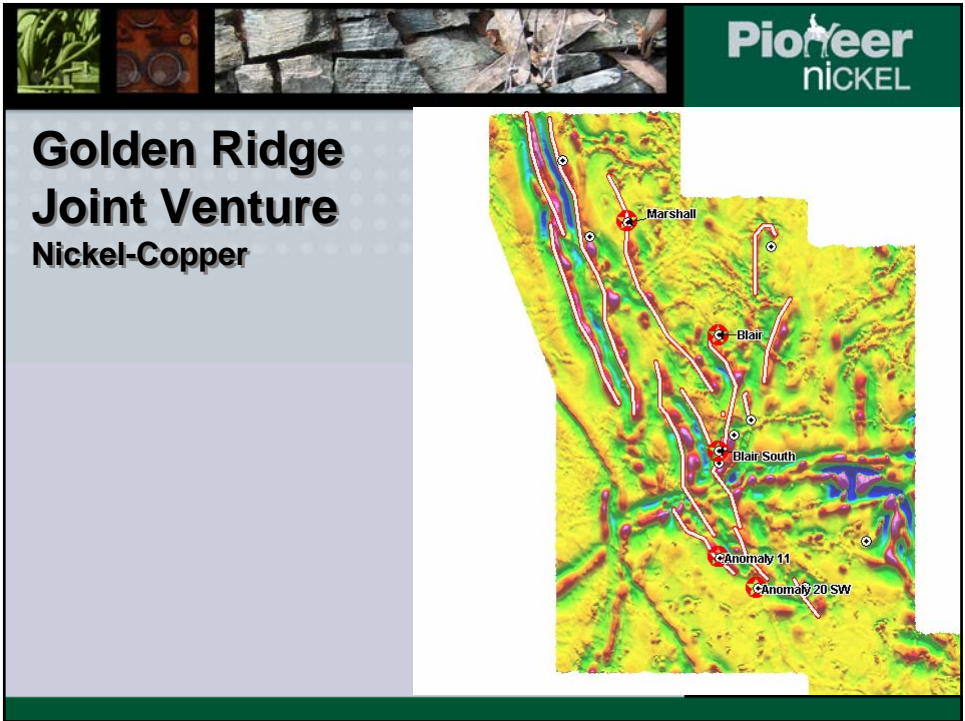 Pioneer
niCKEL
Golden Ridge
Joint Venture
Nickel-Copper
Marshall
Blair
Blair South
Anomaly 11
Anomaly 20 SW